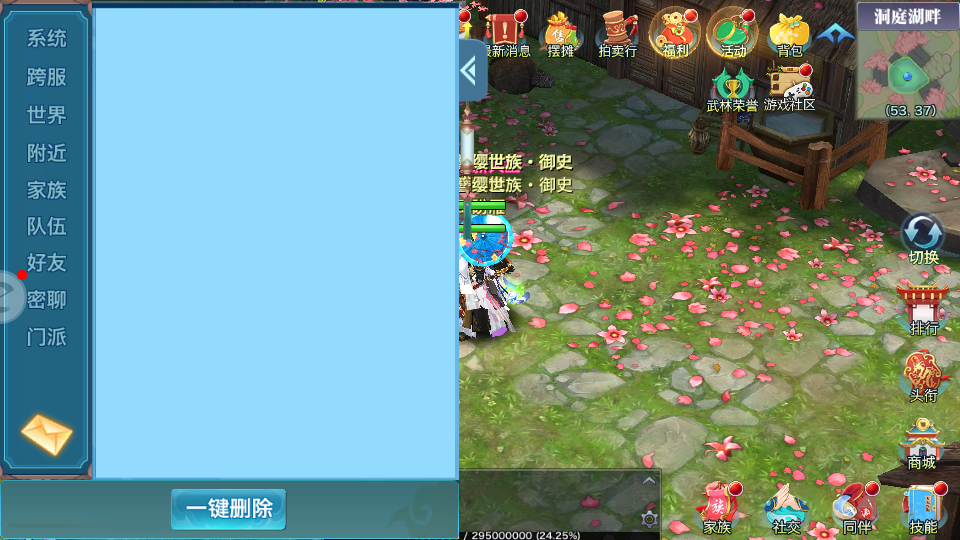 系统
跨服
世界
附近
家族
队伍
好友
密聊
门派
一键删除
最新消息
摆摊
拍卖行
福利
活动
背包
武林荣誉
游戏社区
洞庭湖畔
(53, 37)
缨世族·御史
缨世族·御史
切换
排行
头衔
商城
家族
社交
同伴
技能
/ 295000000 (24.25%)